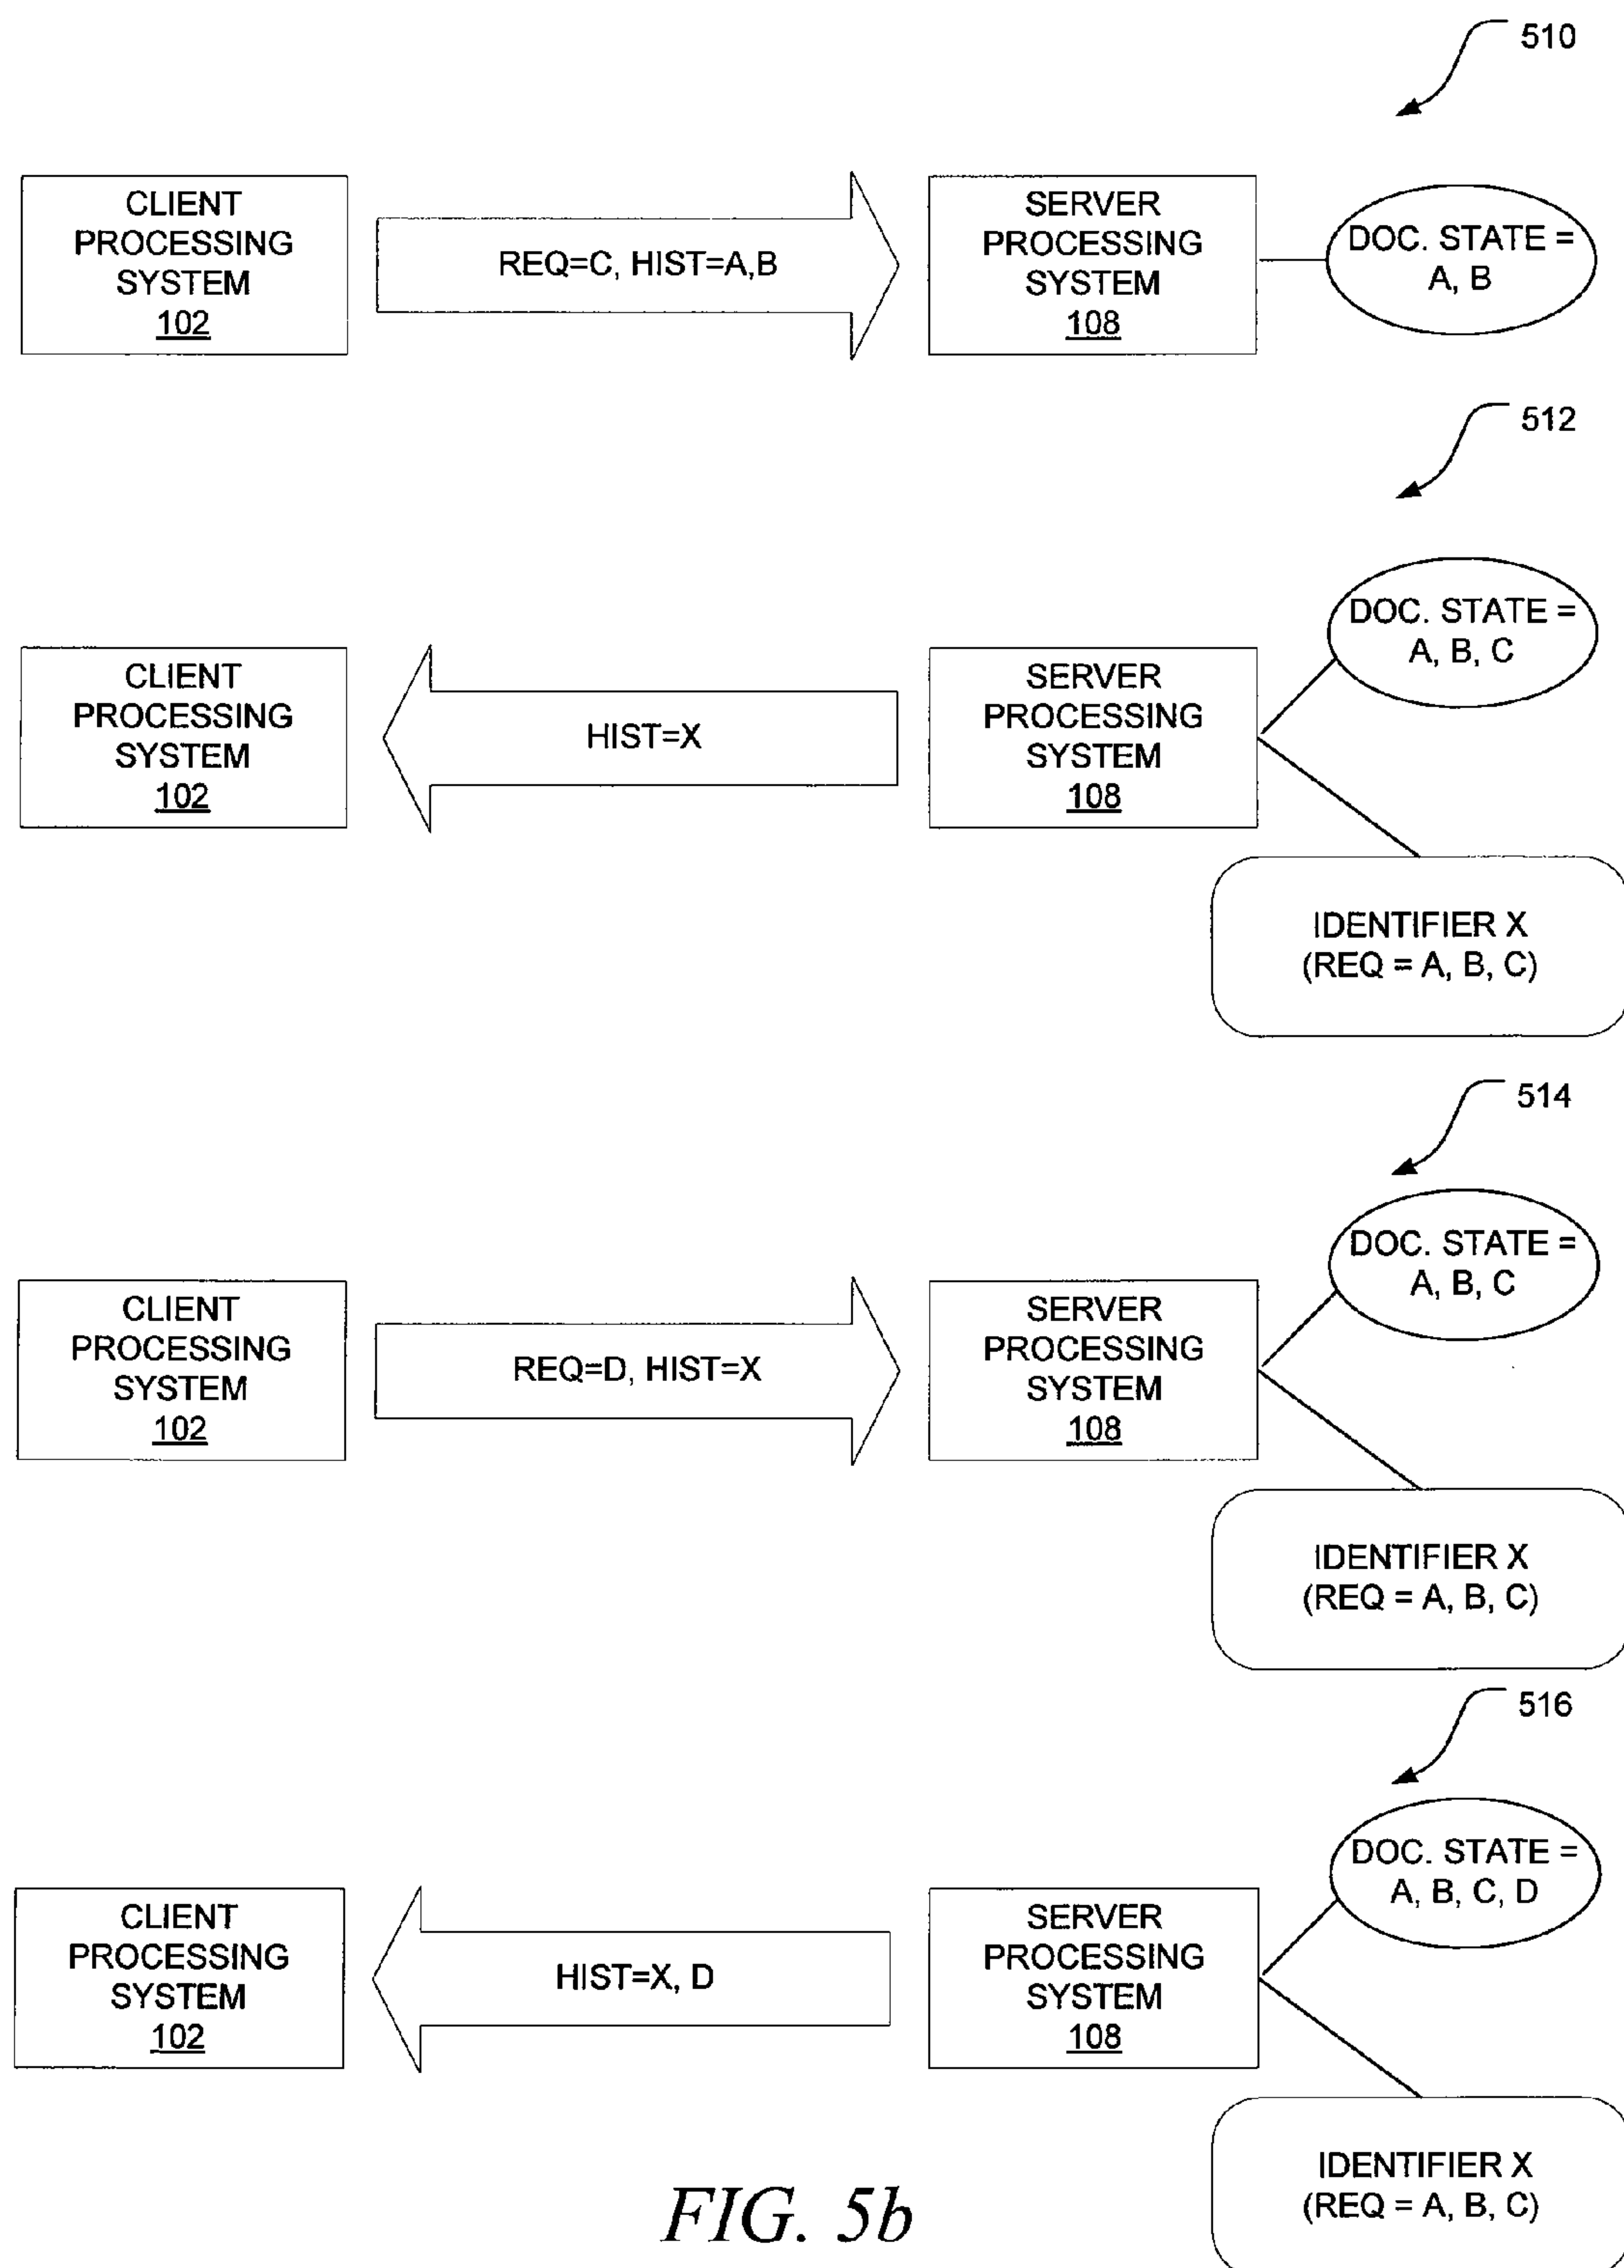 510
CLIENT
PROCESSING
SYSTEM
102
REQ=C, HIST=A,B
SERVER
PROCESSING
SYSTEM
108
DOC. STATE =
A, B
512
CLIENT
PROCESSING
SYSTEM
102
HIST=X
SERVER
PROCESSING
SYSTEM
108
DOC. STATE =
A, B, C
IDENTIFIER X
(REQ = A, B, C)
514
CLIENT
PROCESSING
SYSTEM
102
REQ=D, HIST=X
SERVER
PROCESSING
SYSTEM
108
DOC. STATE =
A, B, C
IDENTIFIER X
(REQ = A, B, C)
516
CLIENT
PROCESSING
SYSTEM
102
HIST=X, D
SERVER
PROCESSING
SYSTEM
108
DOC. STATE =
A, B, C, D
IDENTIFIER X
(REQ = A, B, C)
FIG. 5b